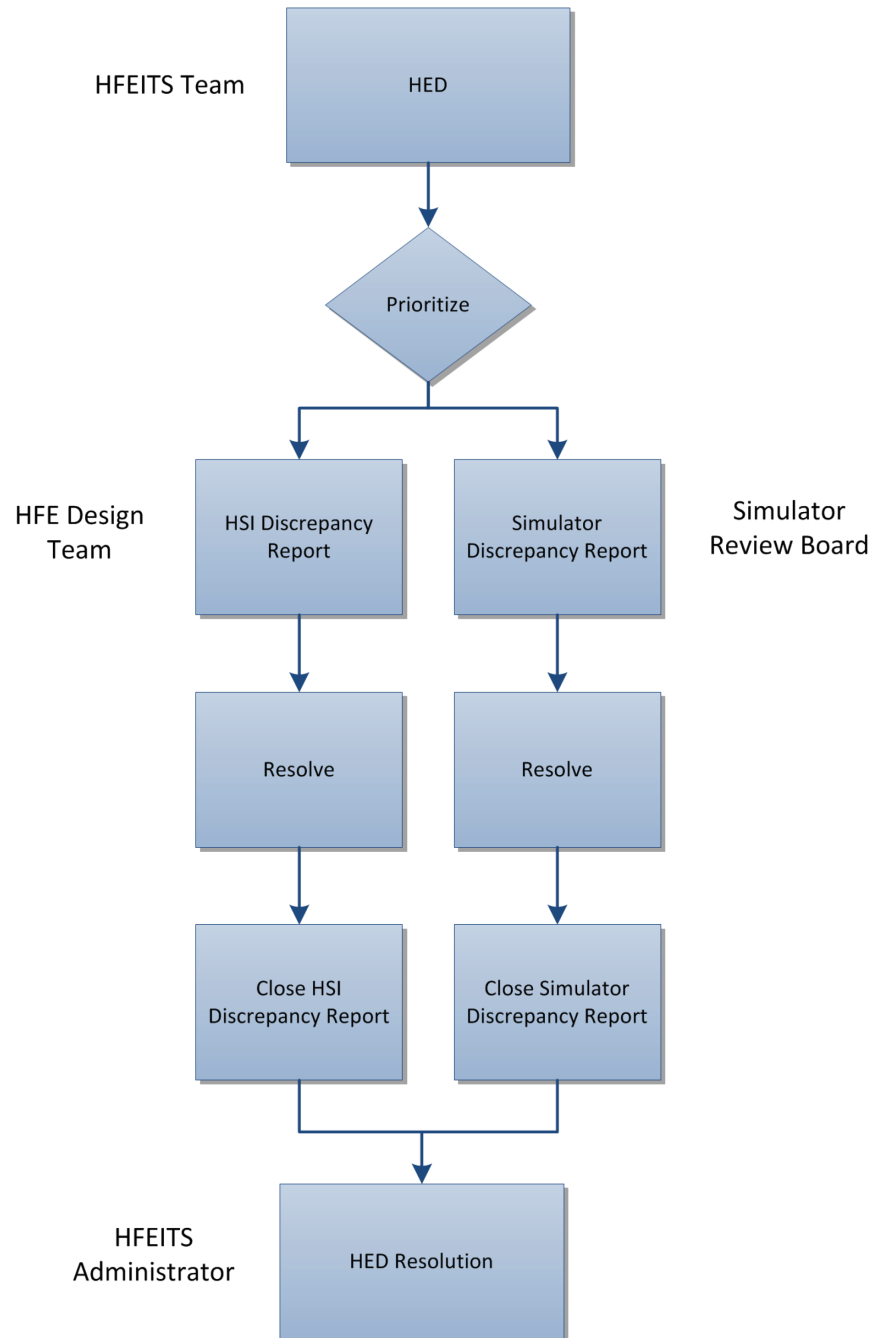 HFEITS Team
HED
Prioritize
HFE Design
Team
HSI Discrepancy
Report
Simulator
Discrepancy Report
Simulator
Review Board
Resolve
Resolve
Close HSI
Discrepancy Report
Close Simulator
Discrepancy Report
HFEITS
Administrator
HED Resolution